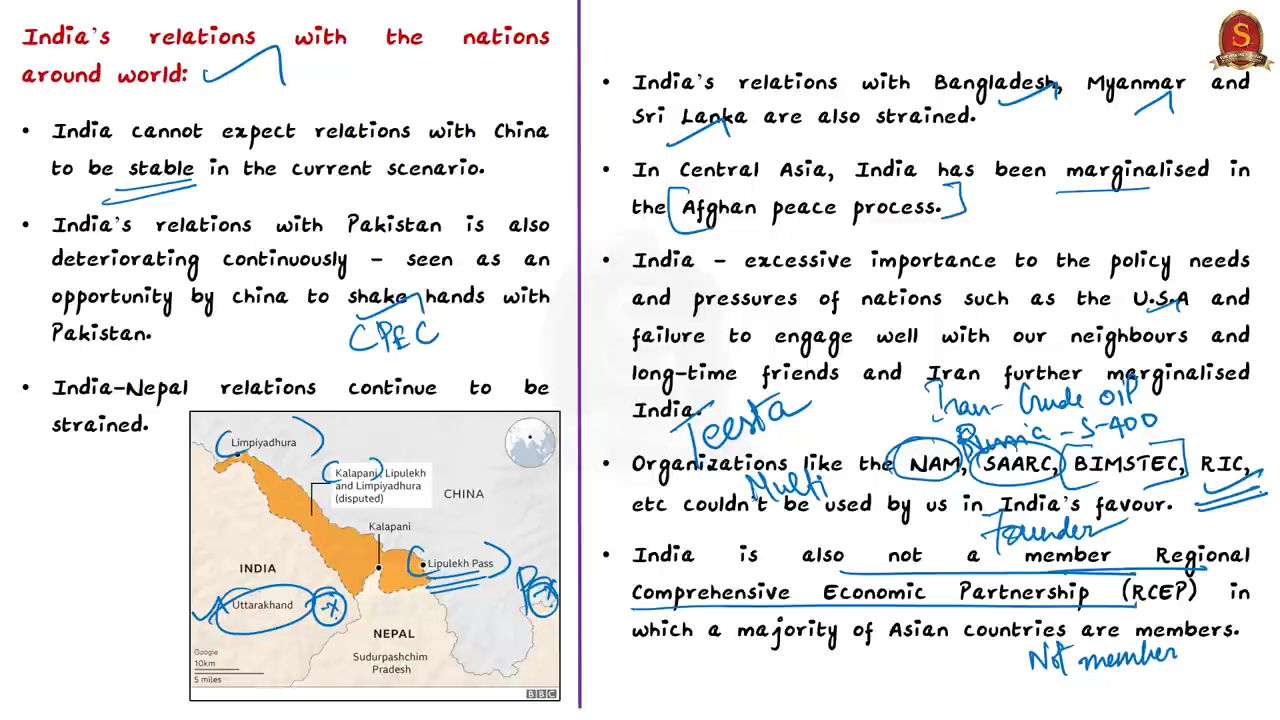 India's relations with the nations
around world:
• India cannot expect relations with China
to be stable in the current scenario.
• India's relations with Pakistan is also
deteriorating continuously – seen as an
opportunity by china to shake hands with
Pakistan.
CPEC
• India-Nepal relations continue to be
strained.
Limpiyadhura
Kalapani, Lipulekh
and Limpiyadhura
(disputed)
CHINA
Kalapani
Lipulekh Pass
INDIA
Uttarakhand
NEPAL
Sudurpashchim
Pradesh
Google
10km
5 miles
BBC
S
• India's relations with Bangladesh, Myanmar and
Sri Lanka are also strained.
• In Central Asia, India has been marginalised in
the Afghan peace process.
• India – excessive importance to the policy needs
and pressures of nations such as the U.S.A and
failure to engage well with our neighbours and
long-time friends and Iran further marginalised
India.
Iran- Crude oil
Teesta
Russia - S-400
• Organizations like the NAM, SAARC, BIMSTEC, RIC,
Multi
etc couldn't be used by us in India's favour.
Founder
• India is also not a member Regional
Comprehensive Economic Partnership (RCEP) in
which a majority of Asian countries are members.
Not member